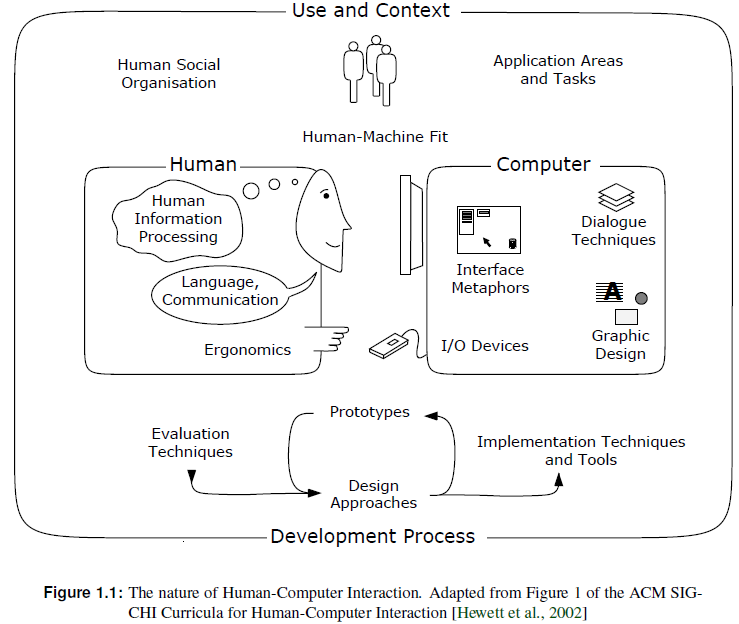 Use and Context
Human Social
Organisation
Application Areas
and Tasks
Human-Machine Fit
Human
Computer
Human
Information
Processing
Language,
Communication
Ergonomics
Interface
Metaphors
Dialogue
Techniques
A
Graphic
Design
I/O Devices
Evaluation
Techniques
Prototypes
Design
Approaches
Implementation Techniques
and Tools
Development Process
Figure 1.1: The nature of Human-Computer Interaction. Adapted from Figure 1 of the ACM SIG-
CHI Curricula for Human-Computer Interaction [Hewett et al., 2002]